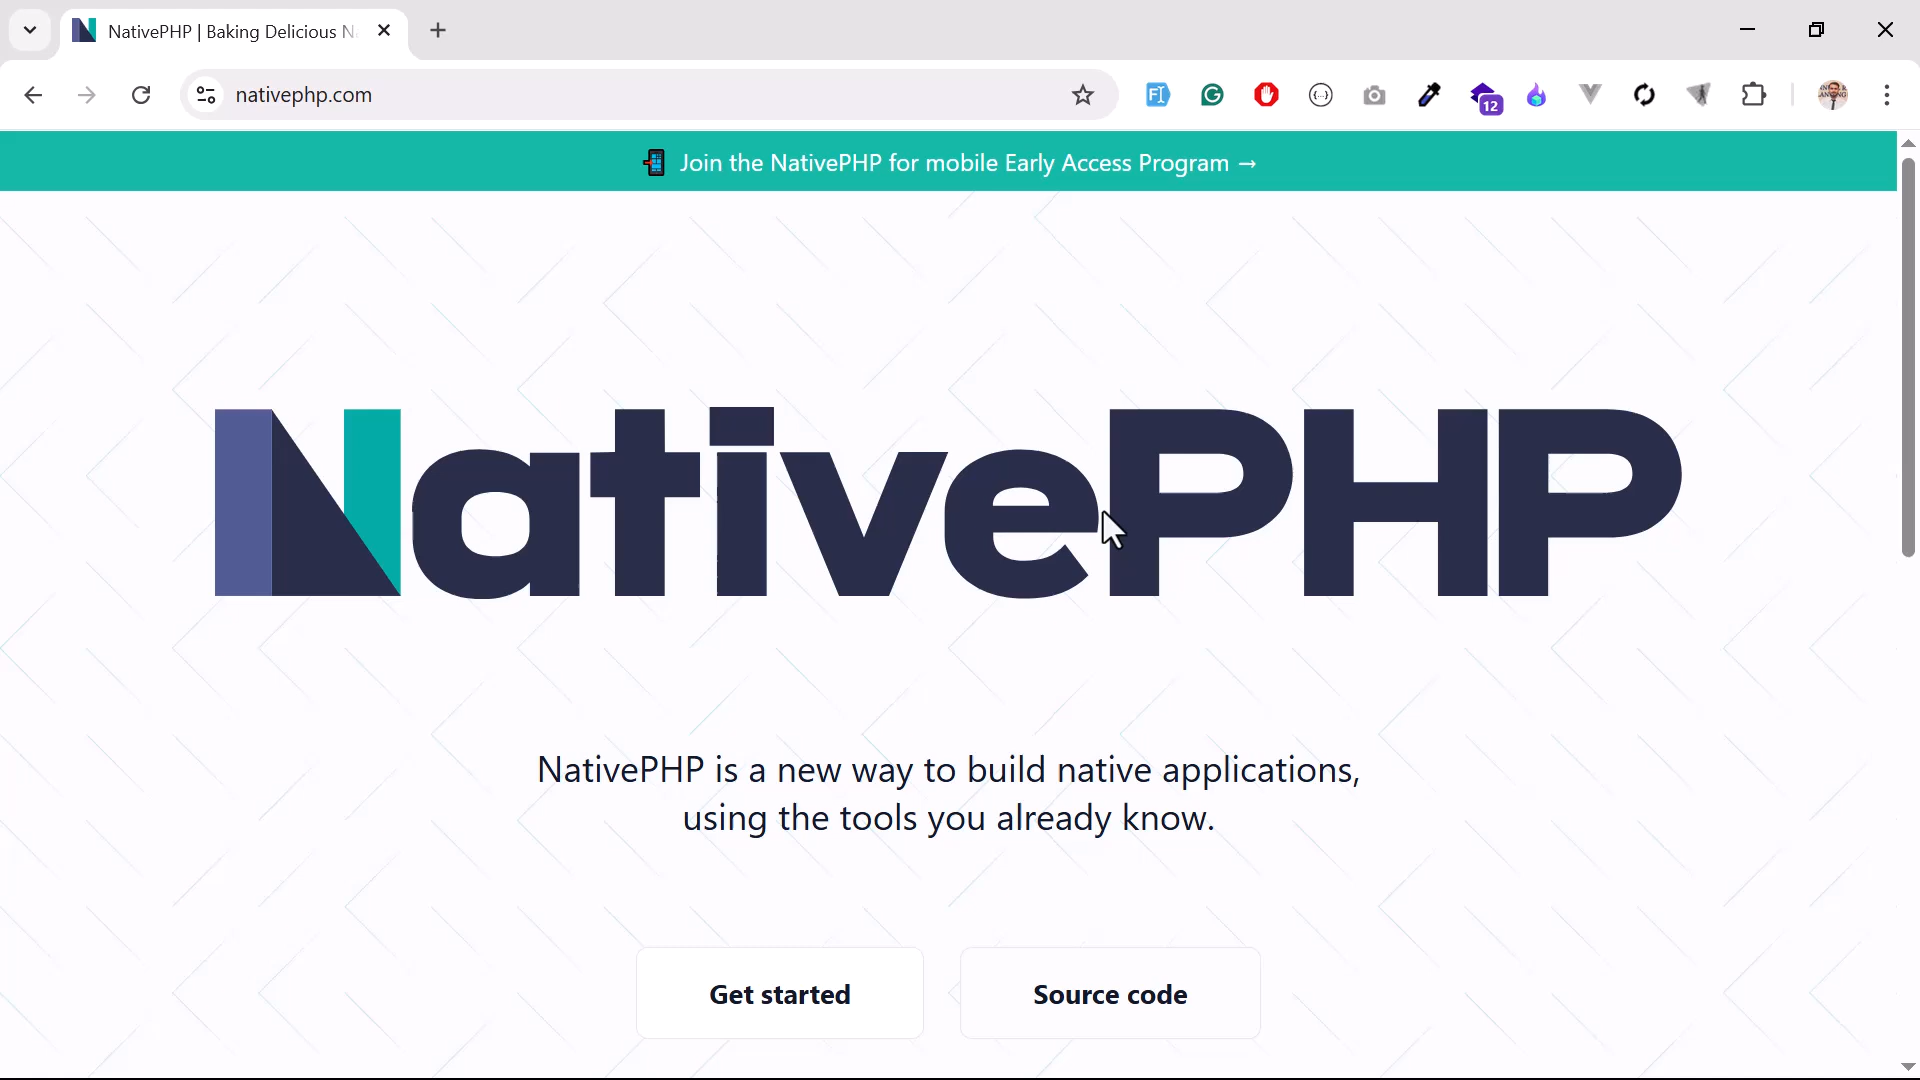 NativePHP | Baking Delicious N
nativephp.com
12
Join the NativePHP for mobile Early Access Program →
NativePHP
NativePHP is a new way to build native applications,
using the tools you already know.
Get started
Source code